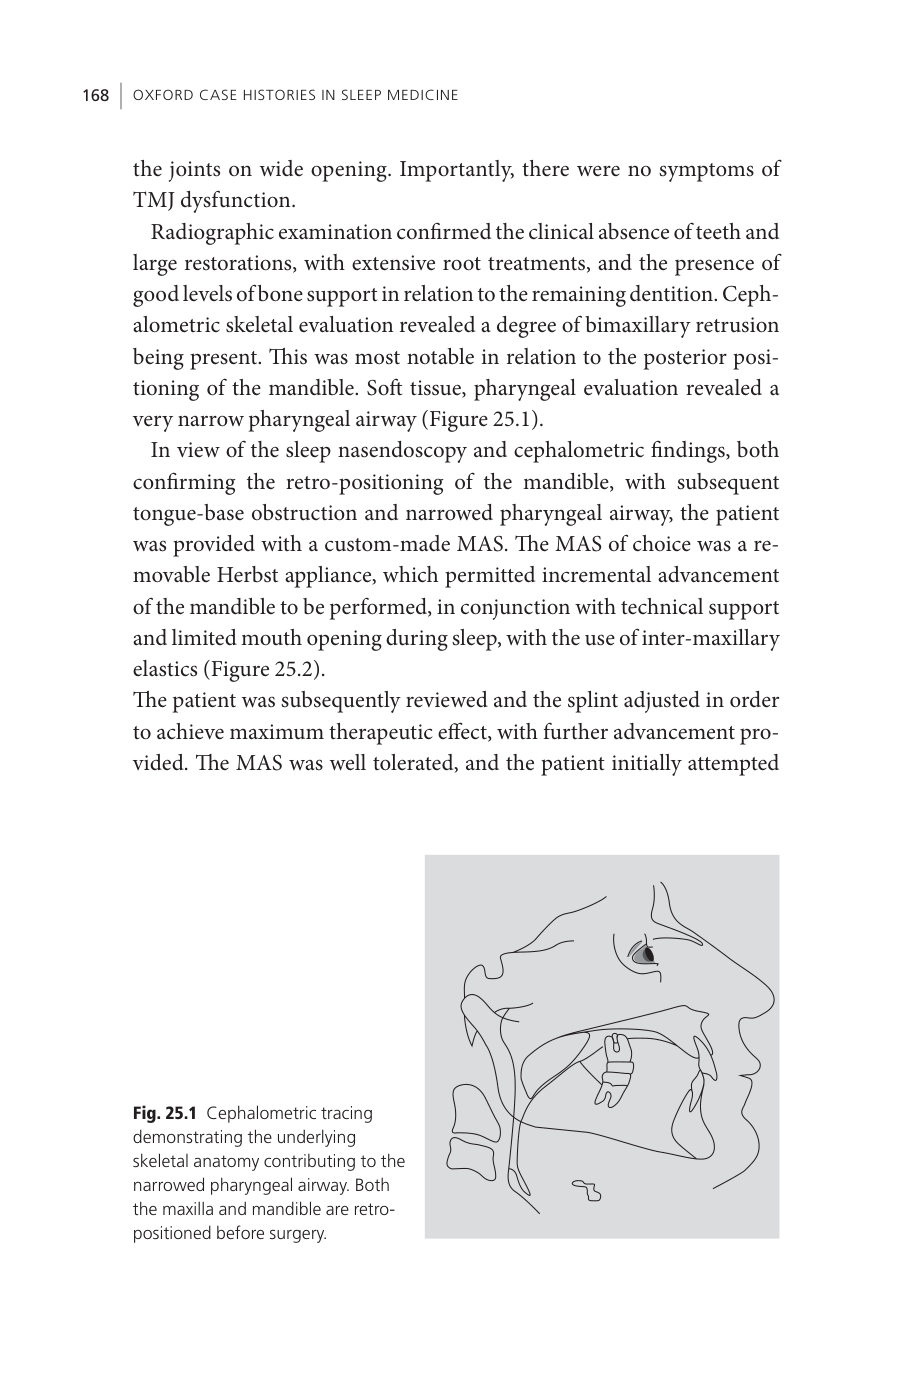 168 OXFORD CASE HISTORIES IN SLEEP MEDICINE
the joints on wide opening. Importantly, there were no symptoms of
TMJ dysfunction.
Radiographic examination confirmed the clinical absence of teeth and
large restorations, with extensive root treatments, and the presence of
good levels of bone support in relation to the remaining dentition. Ceph-
alometric skeletal evaluation revealed a degree of bimaxillary retrusion
being present. This was most notable in relation to the posterior posi-
tioning of the mandible. Soft tissue, pharyngeal evaluation revealed a
very narrow pharyngeal airway (Figure 25.1).
In view of the sleep nasendoscopy and cephalometric findings, both
confirming the retro-positioning of the mandible, with subsequent
tongue-base obstruction and narrowed pharyngeal airway, the patient
was provided with a custom-made MAS. The MAS of choice was a re-
movable Herbst appliance, which permitted incremental advancement
of the mandible to be performed, in conjunction with technical support
and limited mouth opening during sleep, with the use of inter-maxillary
elastics (Figure 25.2).
The patient was subsequently reviewed and the splint adjusted in order
to achieve maximum therapeutic effect, with further advancement pro-
vided. The MAS was well tolerated, and the patient initially attempted
Fig. 25.1 Cephalometric tracing
demonstrating the underlying
skeletal anatomy contributing to the
narrowed pharyngeal airway. Both
the maxilla and mandible are retro-
positioned before surgery.